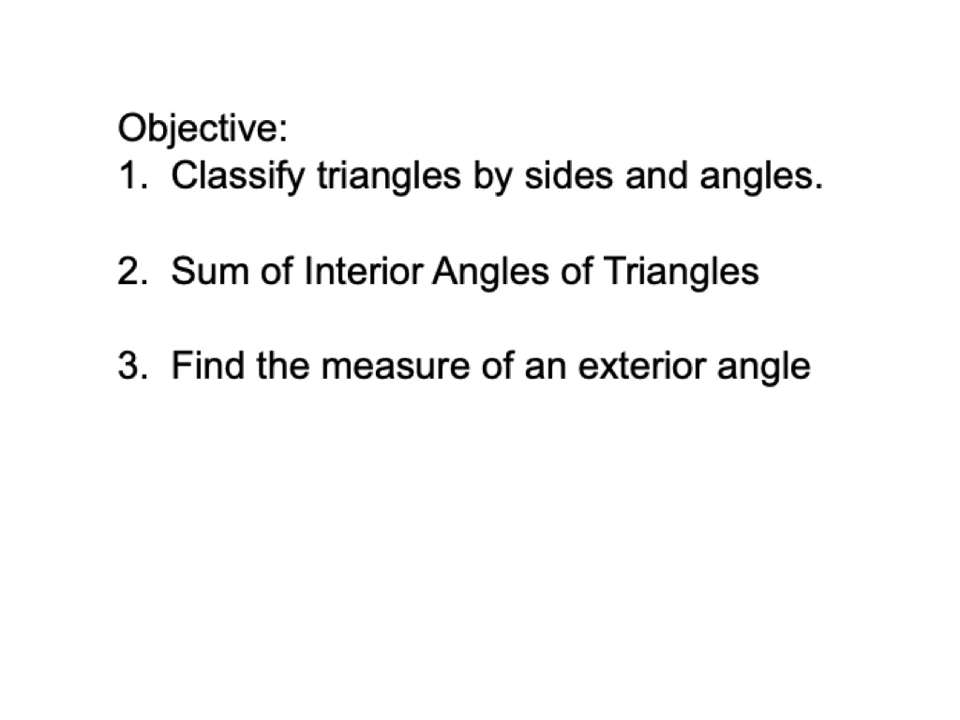 Objective:
1. Classify triangles by sides and angles.
2. Sum of Interior Angles of Triangles
3. Find the measure of an exterior angle